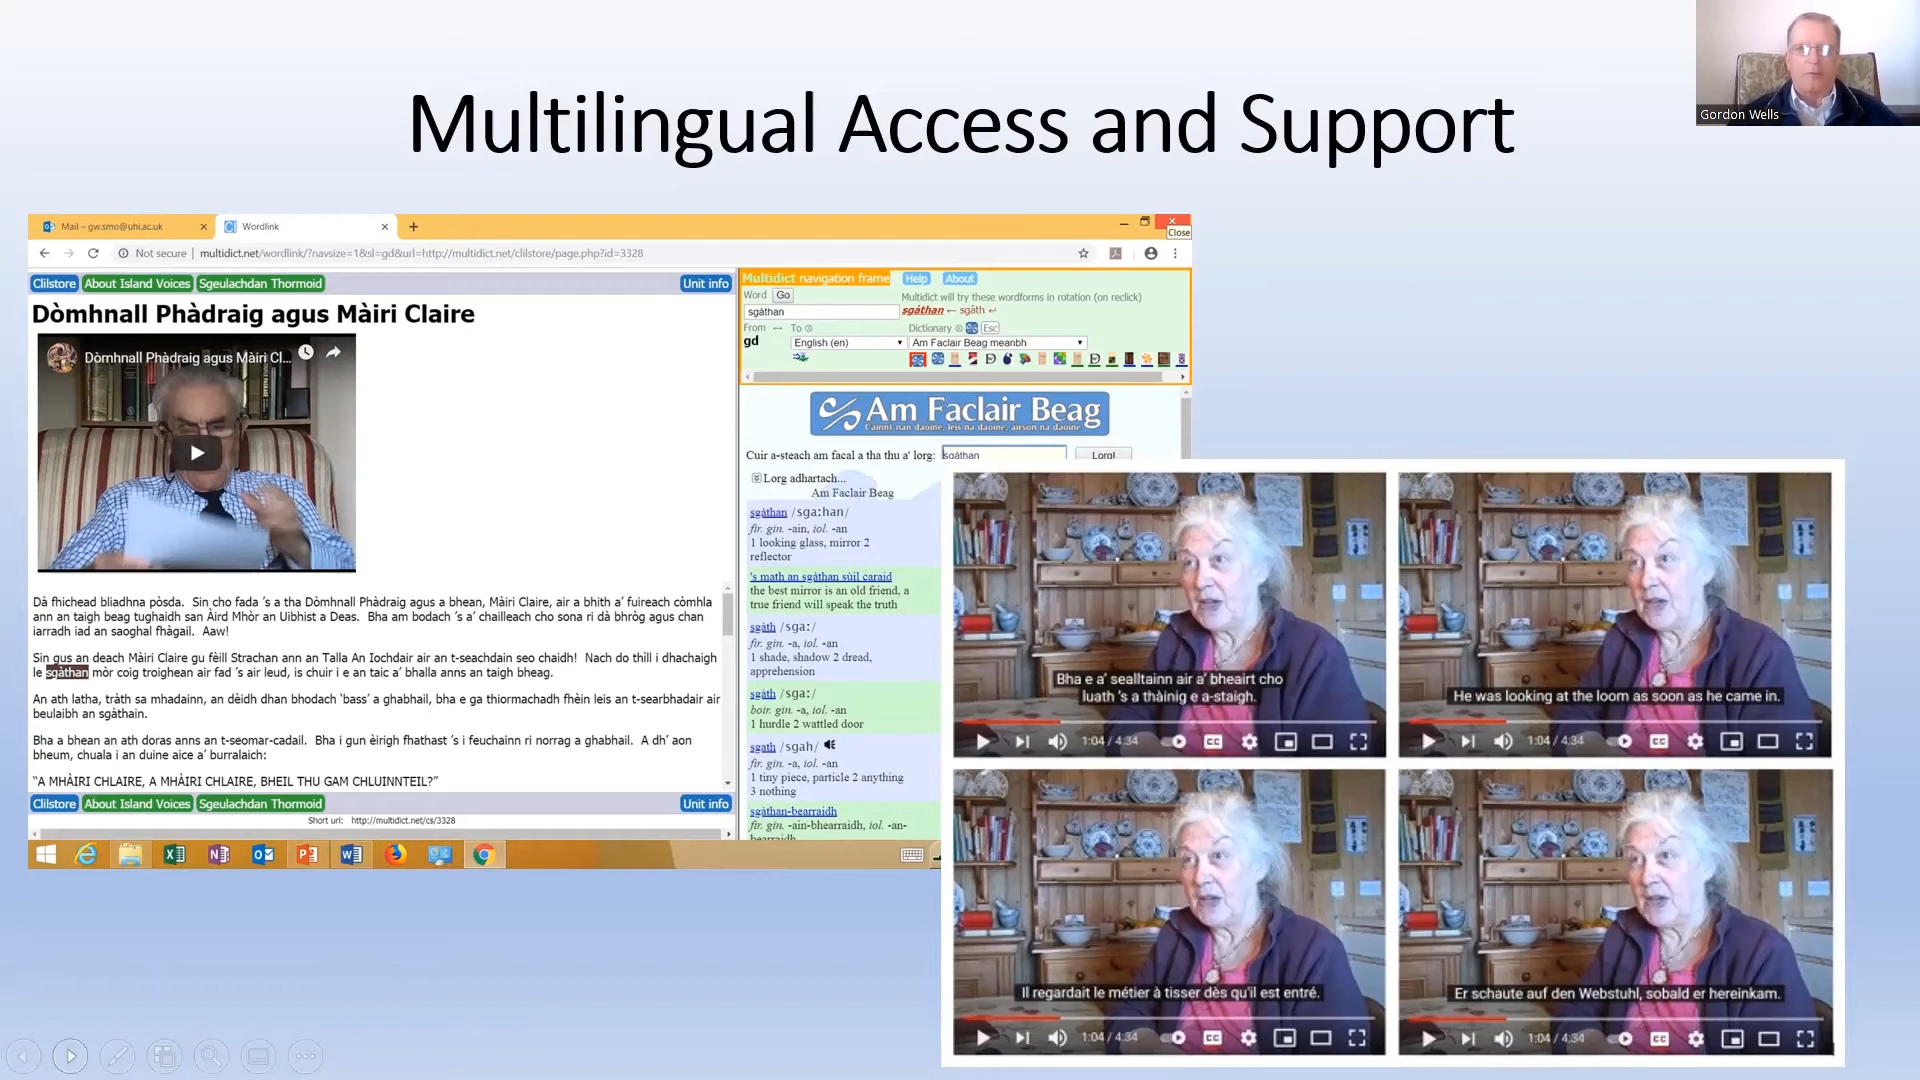 Multilingual Access and Support
Gordon Wells
Mail – gw.smo@uhi.ac.uk
Wordlink
Close
Not secure | multidict.net/wordlink/?navsize=1&sl=gd&url=http://multidict.net/clilstore/page.php?id=3328
Clilstore About Island Voices Sgeulachdan Thormoid Unit info
Dòmhnall Phàdraig agus Màiri Claire
Dòmhnall Phàdraig agus Màiri Cl...
Dà fhichead bliadhna pòsda. Sin cho fada ’s a tha Dòmhnall Phàdraig agus a bhean, Màiri Claire, air a bhith a’ fuireach còmhla
ann an taigh beag tughaidh san Àird Mhòr an Uibhist a Deas. Bha am bodach ’s a’ chailleach cho sona ri dà bhròg agus chan
iarradh iad an saoghal fhàgail. Aaw!
Sin gus an deach Màiri Claire gu fèill Strachan ann an Talla An Iochdair air an t-seachdain seo chaidh! Nach do thill i dhachaigh
le sgàthan mòr coig troighean air fad ’s air leud, is chuir i e an taic a’ bhalla anns an taigh bheag.
An ath latha, tràth sa mhadainn, an dèidh dhan bhodach ‘bass’ a ghabhail, bha e ga thiormachadh fhèin leis an t-searbhadair air
beulaibh an sgàthain.
Bha a bhean an ath doras anns an t-seomar-cadail. Bha i gun èirigh fhathast ’s i feuchainn ri norrag a ghabhail. A dh’ aon
bheum, chuala i an duine aice a’ burralaich:
“A MHÀIRI CHLAIRE, A MHÀIRI CHLAIRE, BHEIL THU GAM CHLUINNTEIL?”
Clilstore About Island Voices Sgeulachdan Thormoid Unit info
Short url: http://multidict.net/cs/3328
Multidict navigation frame Help About
Word Go
Multidict will try these wordforms in rotation (on reclick)
sgàthan
sgàthan ← sgàth ↵
From ↔ To
Dictionary Esc
gd English (en) Am Faclair Beag meanbh
Am Faclair Beag
Cainnt nan daoine, leis na daoine, airson na daoine.
Cuir a-steach am facal a tha thu a' lorg: sgàthan Lorg!
Lorg adhartach...
Am Faclair Beag
sgàthan /sgaːhan/
fir. gin. -ain, iol. -an
1 looking glass, mirror 2
reflector
's math an sgàthan sùil caraid
the best mirror is an old friend, a
true friend will speak the truth
sgàth /sgaː/
fir. gin. -a, iol. -an
1 shade, shadow 2 dread,
apprehension
sgàth /sgaː/
boir. gin. -a, iol. -an
1 hurdle 2 wattled door
sgath /sgah/
fir. gin. -a, iol. -an
1 tiny piece, particle 2 anything
3 nothing
sgàthan-bearraidh
fir. gin. -ain-bhearraidh, iol. -an-
bearraidh
Bha e a’ sealltainn air a’ bheairt cho
luath ’s a thàinig e a-staigh.
1:04 / 4:34
He was looking at the loom as soon as he came in.
1:04 / 4:34
Il regardait le métier à tisser dès qu'il est entré.
1:04 / 4:34
Er schaute auf den Webstuhl, sobald er hereinkam.
1:04 / 4:34